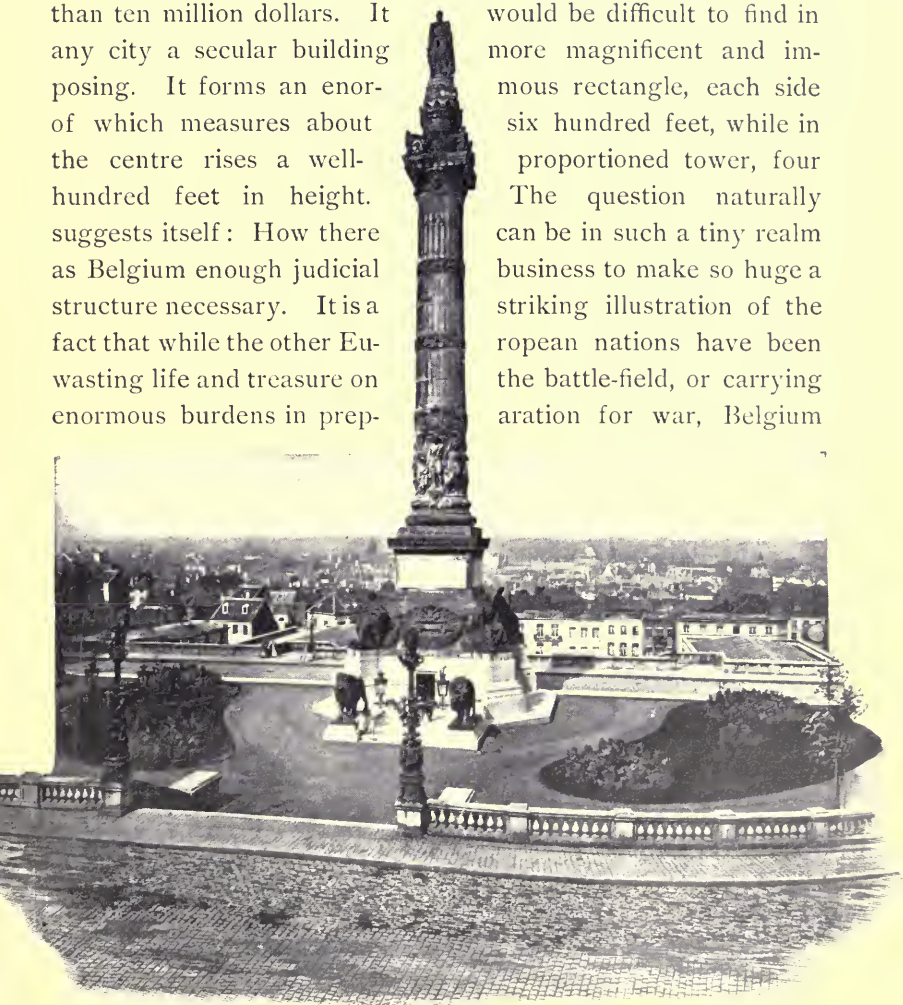 than ten million dollars. It would be difficult to find in
any city a secular building more magnificent and im-
posing. It forms an enor- mous rectangle, each side
of which measures about six hundred feet, while in
the centre rises a well- proportioned tower, four
hundred feet in height. The question naturally
suggests itself: How there can be in such a tiny realm
as Belgium enough judicial business to make so huge a
structure necessary. It is a striking illustration of the
fact that while the other Eu- ropean nations have been
wasting life and treasure on the battle-field, or carrying
enormous burdens in prep- aration for war, Belgium